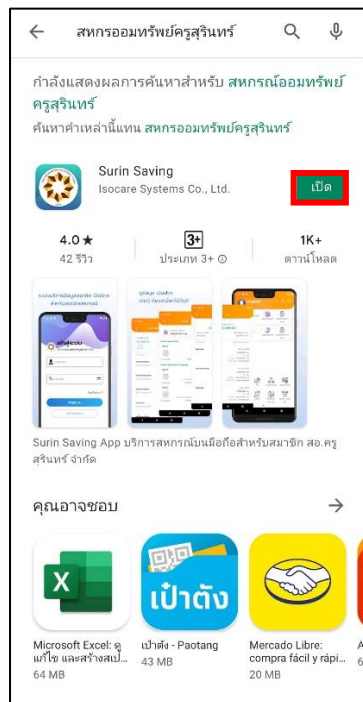 สหกรออมทรัพย์ครูสุรินทร์
กำลังแสดงผลการค้นหาสำหรับ สหกรณ์ออมทรัพย์
ครูสุรินทร์
ค้นหาคำเหล่านี้แทน สหกรออมทรัพย์ครูสุรินทร์
Surin Saving
Isocare Systems Co., Ltd.
เปิด
4.0 ★
3+
1K+
42 รีวิว
ประเภท 3+
ดาวน์โหลด
Surin Saving App บริการสหกรณ์บนมือถือสำหรับสมาชิก สอ.ครู
สุรินทร์ จำกัด
คุณอาจชอบ
X
เป๋าตัง
Microsoft Excel: ดู
แก้ไข และสร้างสเป...
64 MB
เป๋าตัง - Paotang
43 MB
Mercado Libre:
compra fácil y rápi...
20 MB
A
6